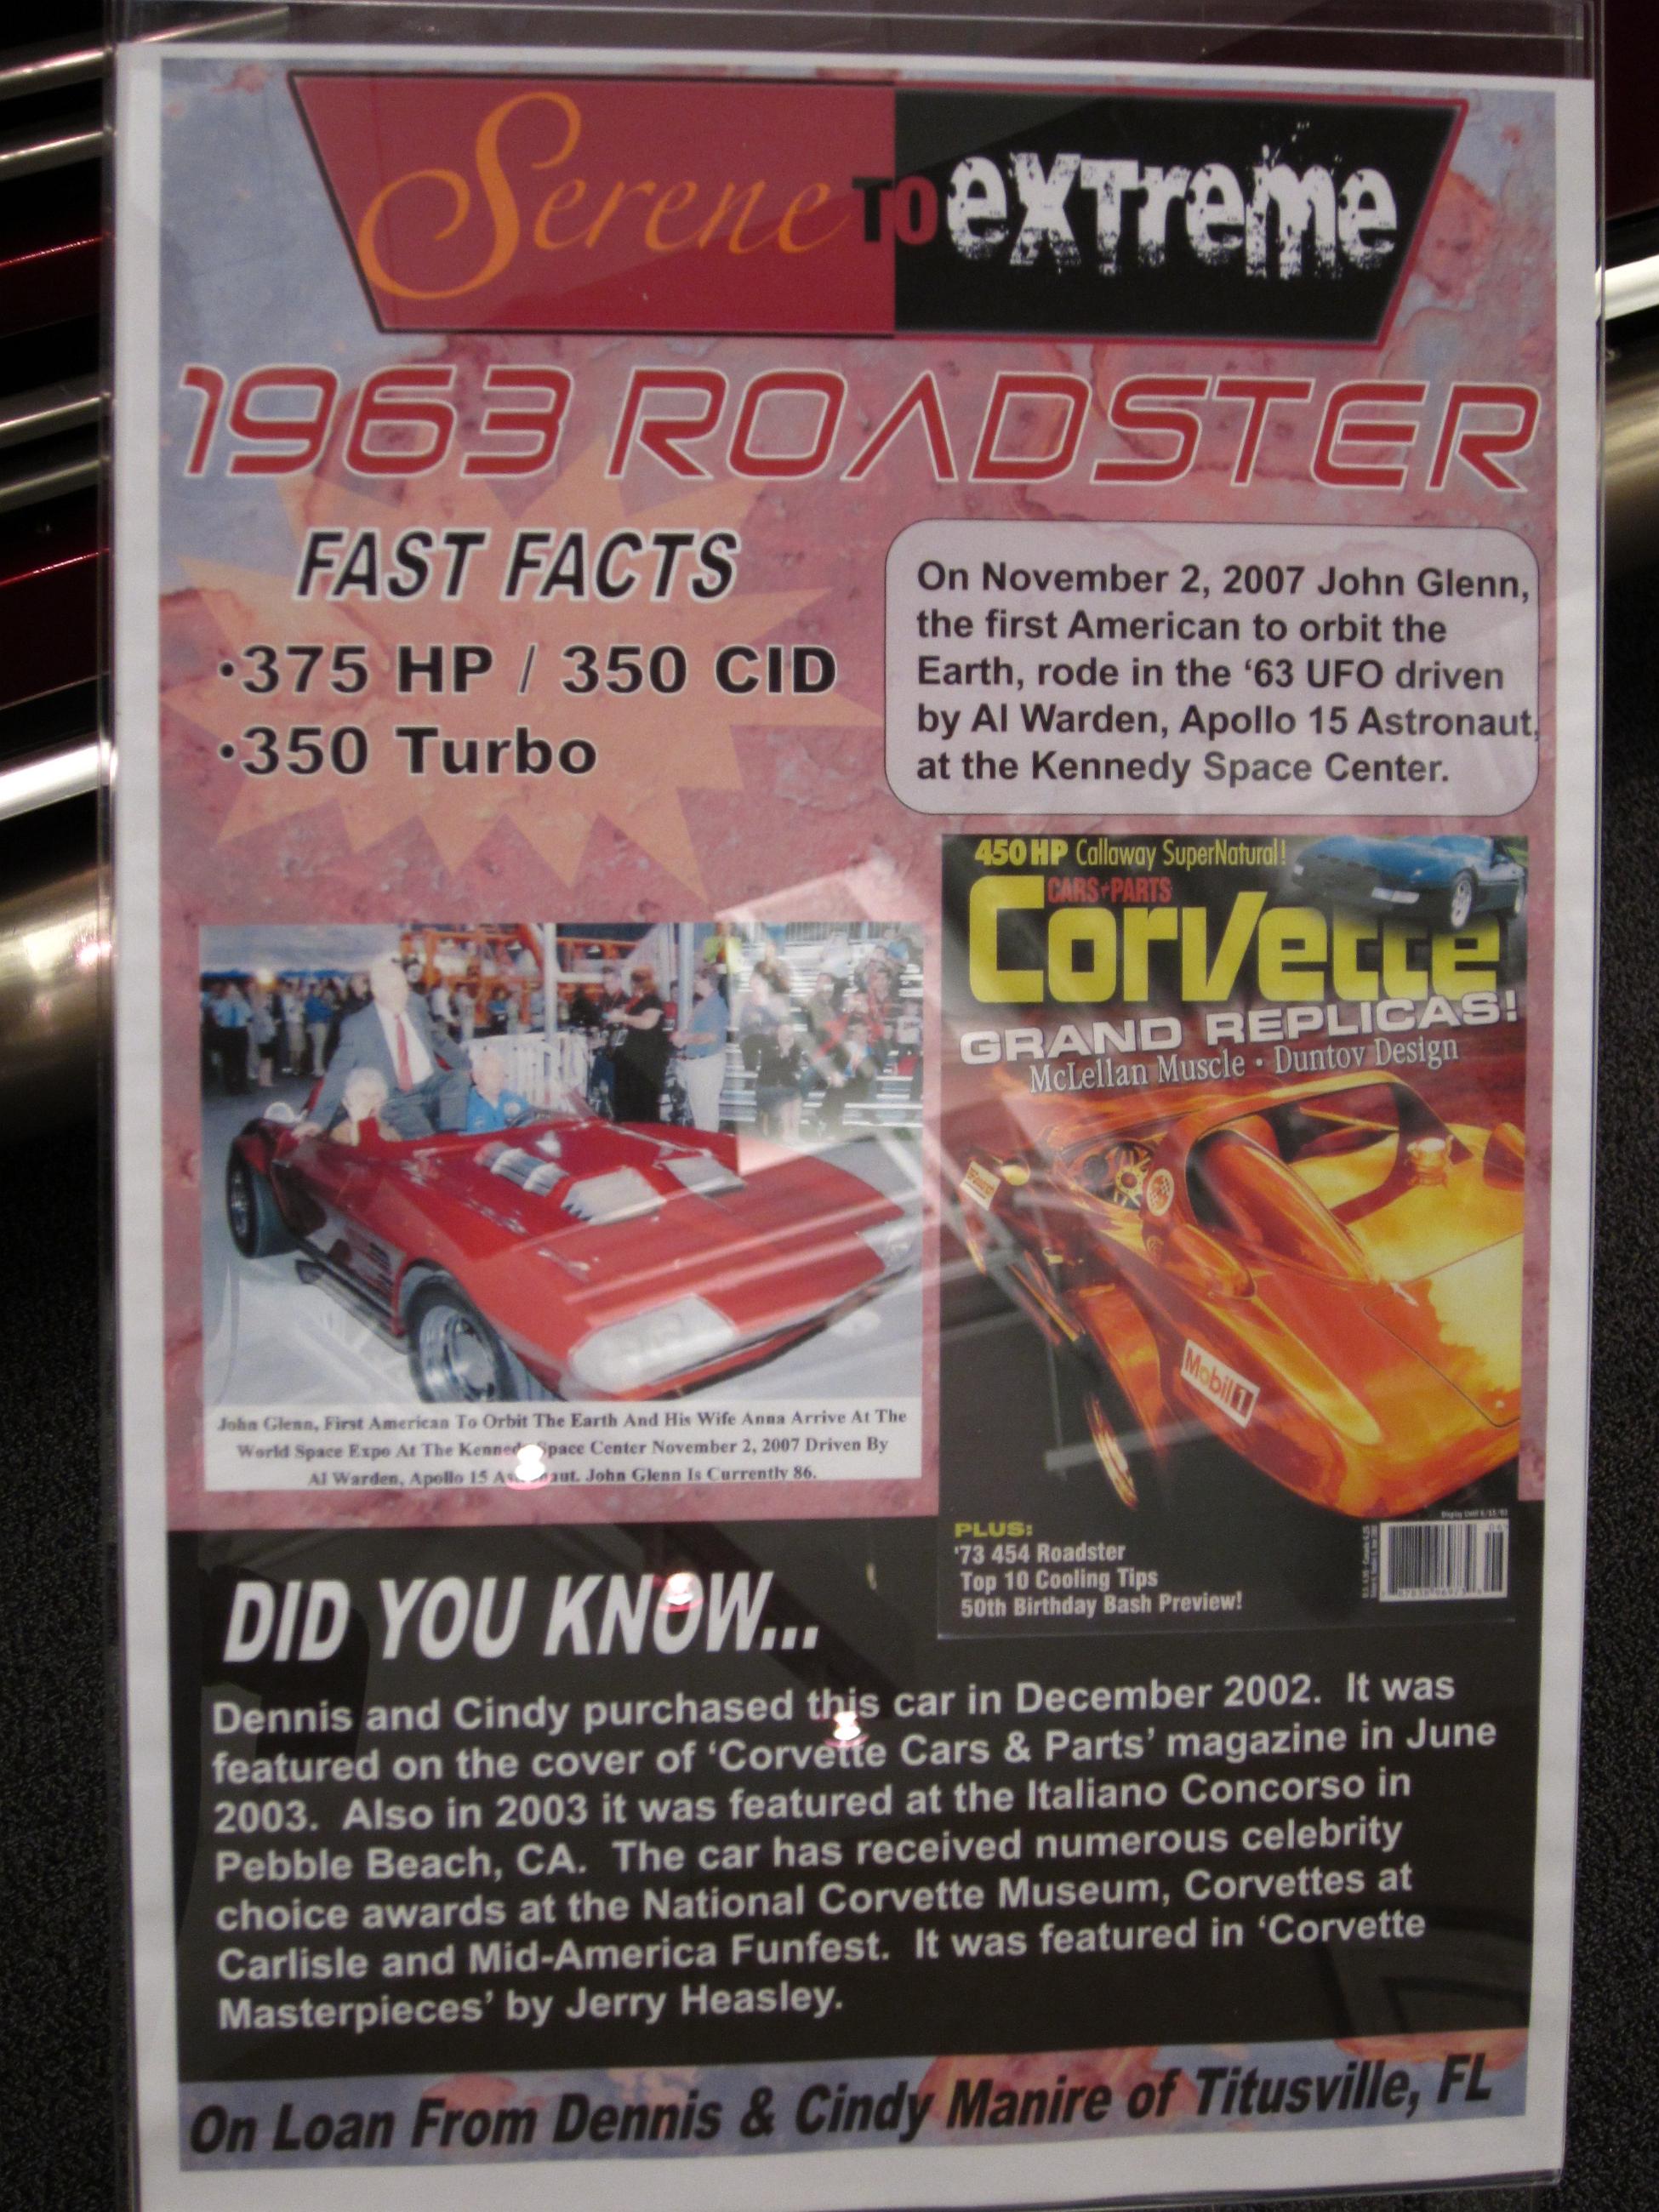 Serene TO eXTreme
1963 ROADSTER
FAST FACTS
•375 HP / 350 CID
•350 Turbo
On November 2, 2007 John Glenn,
the first American to orbit the
Earth, rode in the ‘63 UFO driven
by Al Warden, Apollo 15 Astronaut,
at the Kennedy Space Center.
450HP Callaway SuperNatural!
CARS & PARTS
Corvette
GRAND REPLICAS!
McLellan Muscle • Duntov Design
Mobil 1
PLUS:
'73 454 Roadster
Top 10 Cooling Tips
50th Birthday Bash Preview!
John Glenn, First American To Orbit The Earth And His Wife Anna Arrive At The
World Space Expo At The Kennedy Space Center November 2, 2007 Driven By
Al Warden, Apollo 15 Astronaut. John Glenn Is Currently 86.
DID YOU KNOW...
Dennis and Cindy purchased this car in December 2002. It was
featured on the cover of ‘Corvette Cars & Parts’ magazine in June
2003. Also in 2003 it was featured at the Italiano Concorso in
Pebble Beach, CA. The car has received numerous celebrity
choice awards at the National Corvette Museum, Corvettes at
Carlisle and Mid-America Funfest. It was featured in ‘Corvette
Masterpieces’ by Jerry Heasley.
On Loan From Dennis & Cindy Manire of Titusville, FL